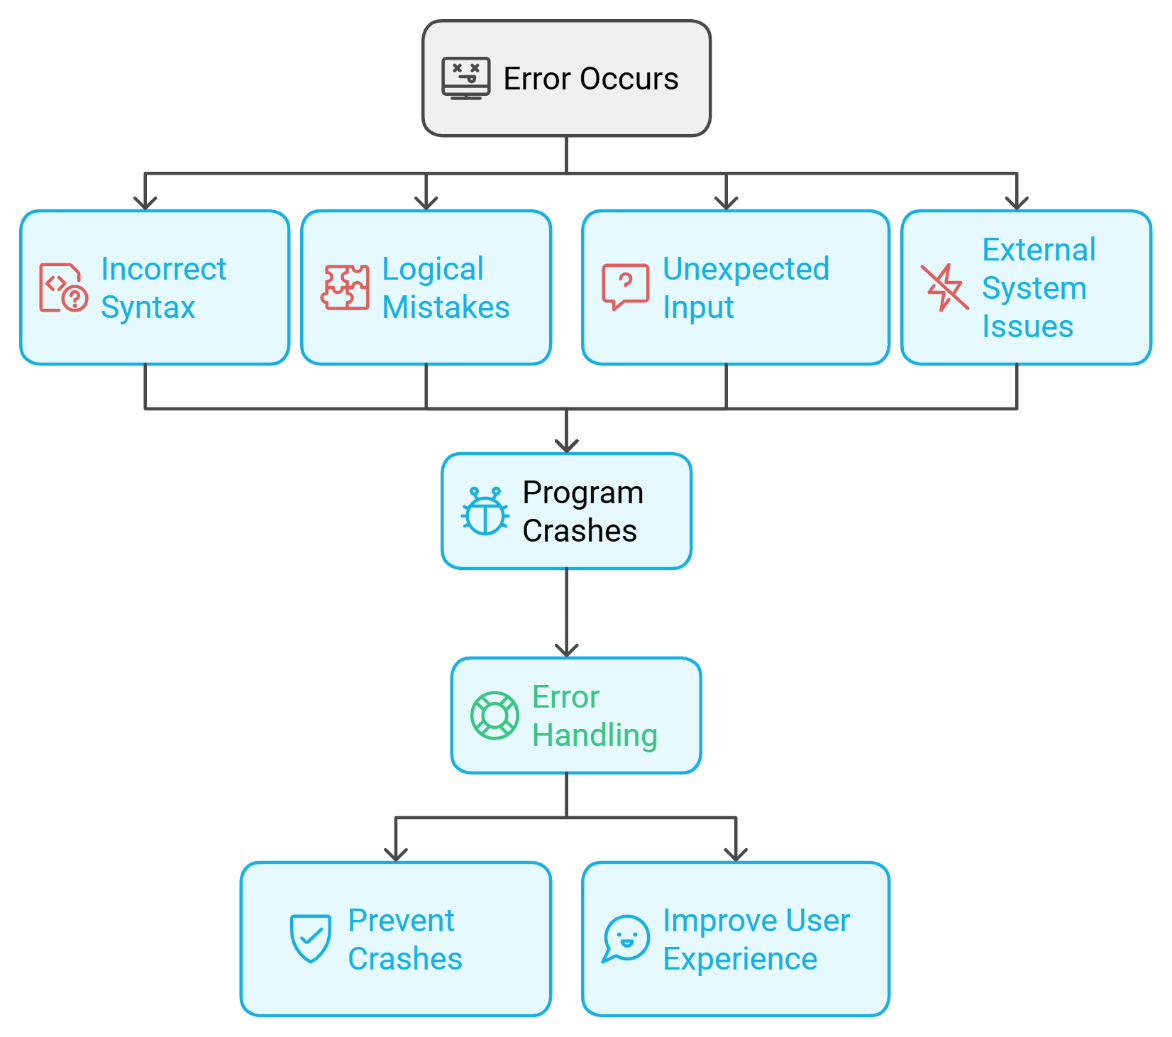 Error Occurs
Incorrect
Syntax
Logical
Mistakes
Unexpected
Input
External
System
Issues
Program
Crashes
Error
Handling
Prevent
Crashes
Improve User
Experience